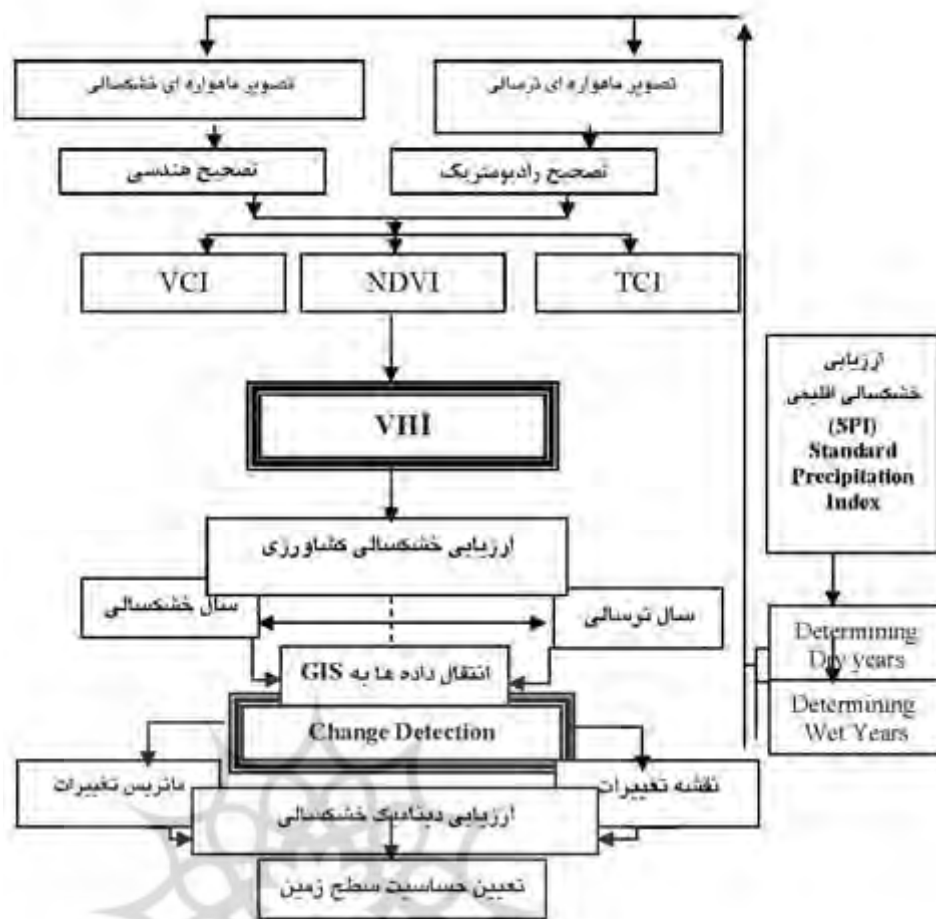 تصویر ماهواره ای خشکسالی
تصویر ماهواره ای ترسالی
تصحیح هندسی
تصحیح رادیومتریک
VCI
NDVI
TCI
VHI
ارزیابی
خشکسالی اقلیمی
(SPI)
Standard
Precipitation
Index
ارزیابی خشکسالی کشاورزی
سال خشکسالی
سال ترسالی
Determining
Dry years
انتقال داده ها به GIS
Determining
Wet Years
Change Detection
ماتریس تغییرات
نقشه تغییرات
ارزیابی دینامیک خشکسالی
تعیین حساسیت سطح زمین